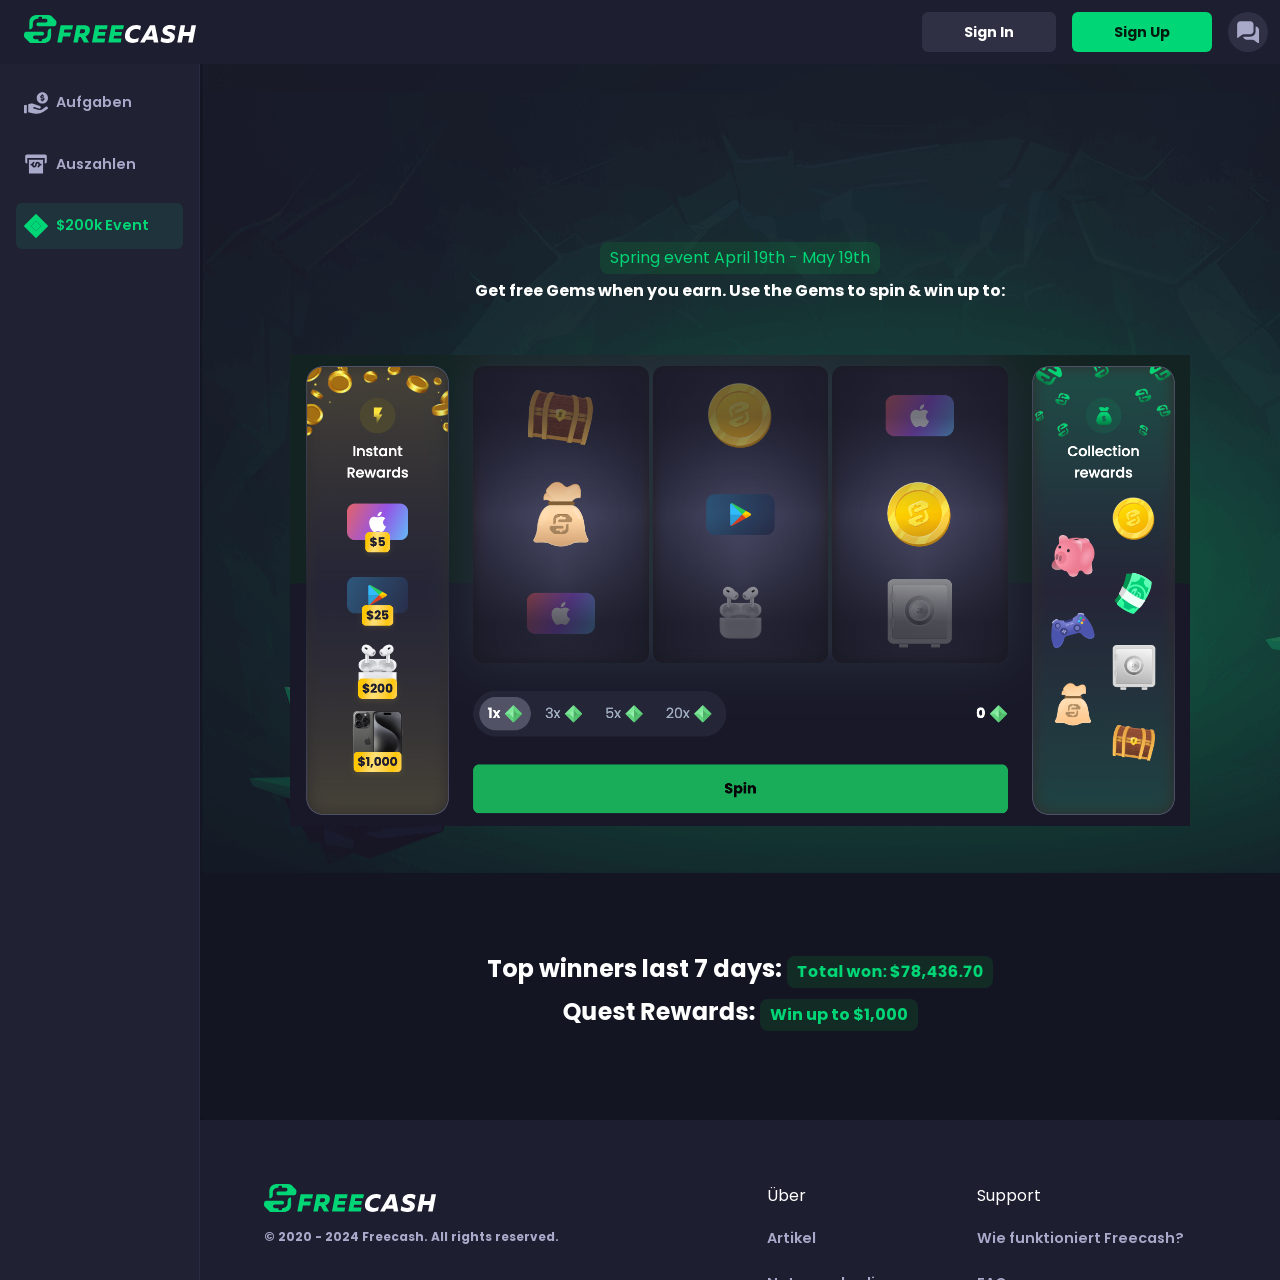 FREECASH
Sign In
Sign Up
Aufgaben
Auszahlen
$200k Event
Spring event April 19th - May 19th
Get free Gems when you earn. Use the Gems to spin & win up to:
Instant
Rewards
$5
$25
$200
$1,000
1x
3x
5x
20x
0
Spin
Collection
rewards
Top winners last 7 days: Total won: $78,436.70
Quest Rewards: Win up to $1,000
FREECASH
© 2020 - 2024 Freecash. All rights reserved.
Über
Artikel
Support
Wie funktioniert Freecash?
FAQ